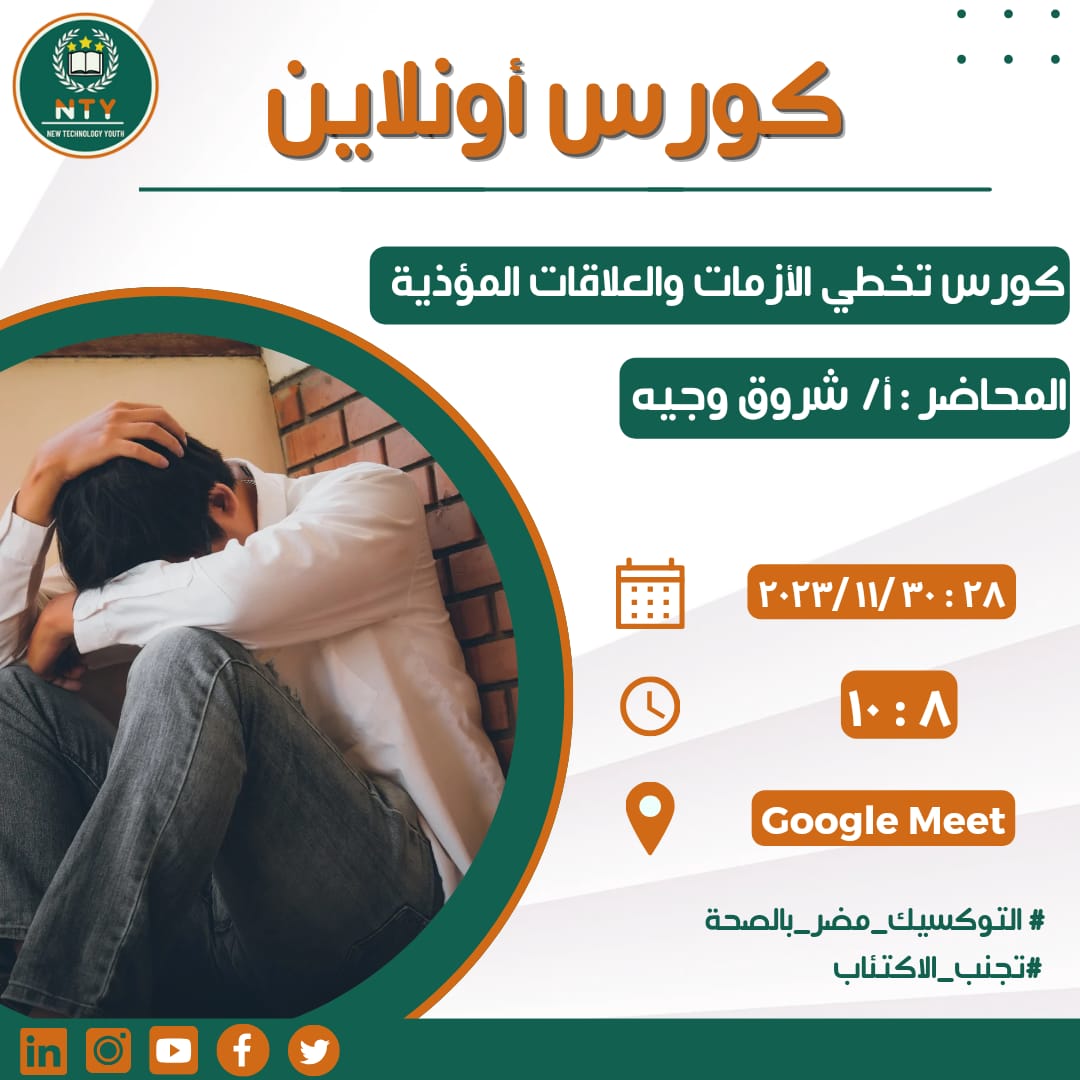 NTY
NEW TECHNOLOGY YOUTH
كورس أونلاين
كورس تخطي الأزمات والعلاقات المؤذية
المحاضر : أ/ شروق وجيه
٢٨ : ٣٠ /١١ /٢٠٢٣
٨ : ١٠
Google Meet
# التوكسيك_مضر_بالصحة
#تجنب_الاكتئاب